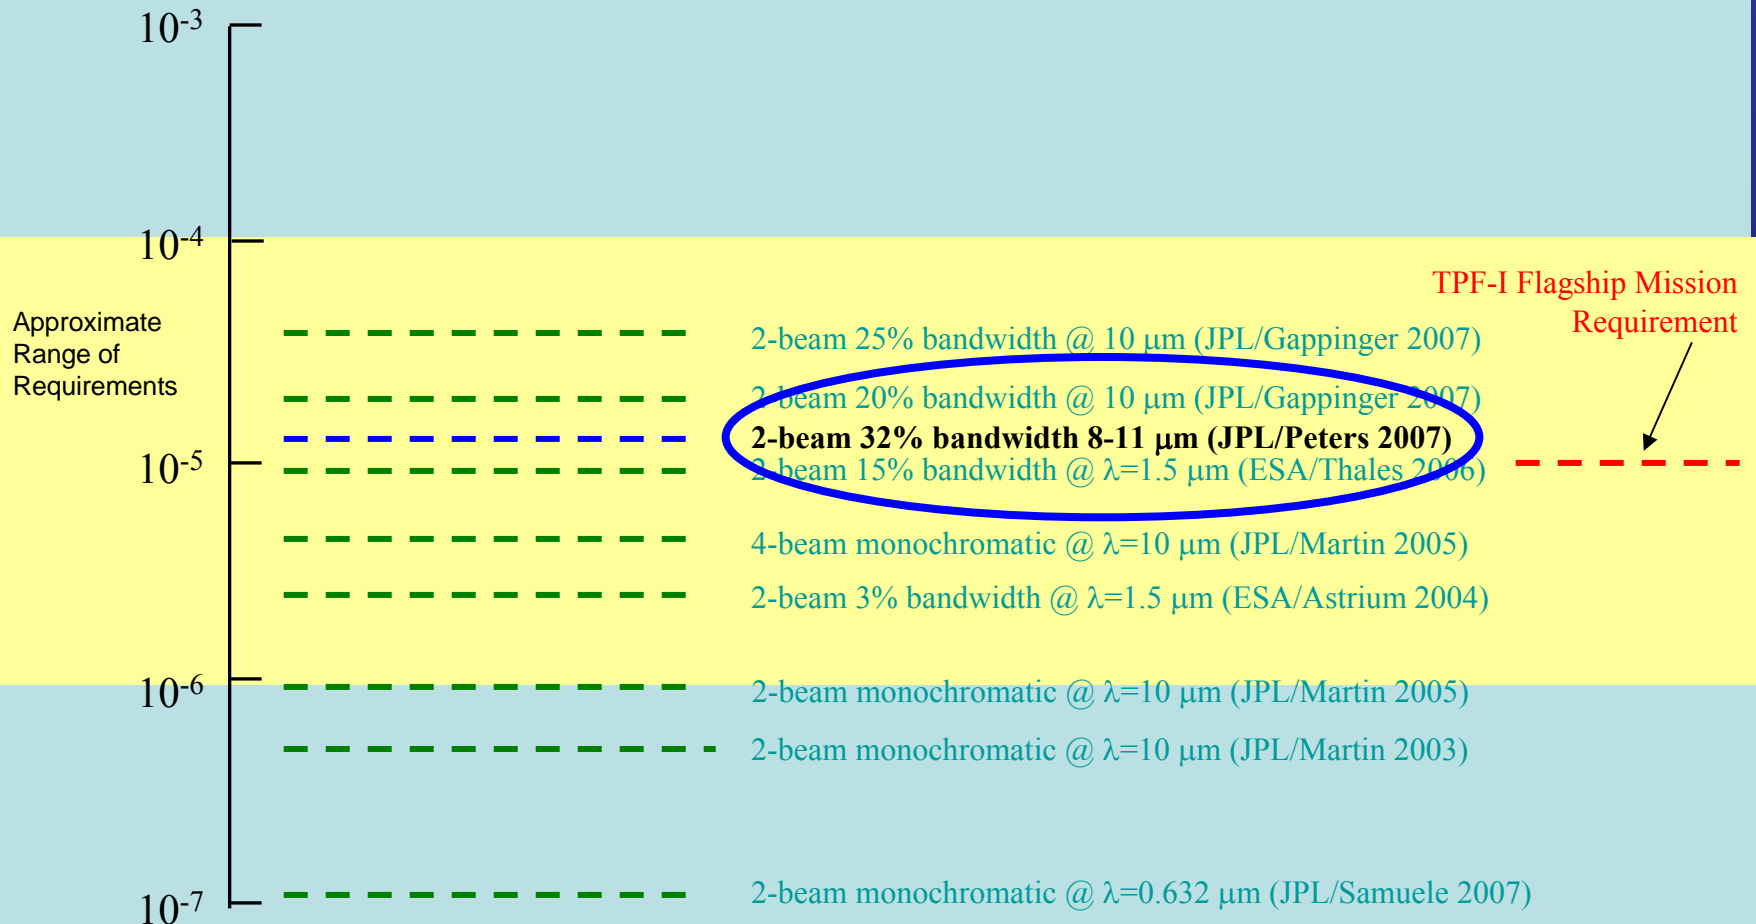 10-3
10-4
TPF-I Flagship Mission
Requirement
Approximate
Range of
Requirements
2-beam 25% bandwidth @ 10 μm (JPL/Gappinger 2007)
2-beam 20% bandwidth @ 10 μm (JPL/Gappinger 2007)
2-beam 32% bandwidth 8-11 μm (JPL/Peters 2007)
10-5
2-beam 15% bandwidth @ λ=1.5 μm (ESA/Thales 2006)
4-beam monochromatic @ λ=10 μm (JPL/Martin 2005)
2-beam 3% bandwidth @ λ=1.5 μm (ESA/Astrium 2004)
10-6
2-beam monochromatic @ λ=10 μm (JPL/Martin 2005)
2-beam monochromatic @ λ=10 μm (JPL/Martin 2003)
10-7
2-beam monochromatic @ λ=0.632 μm (JPL/Samuele 2007)